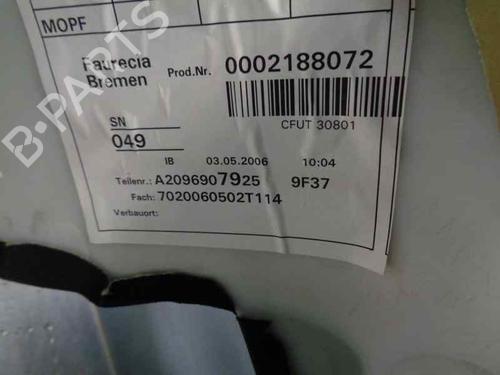 MOPF
Faurecia
Bremen
Prod.Nr. 0002188072
CFUT 30801
SN
049
IB 03.05.2006 10:04
Teilenr.: A2096907925 9F37
Fach: 7020060502T114
Verbauort:
B-PARTS